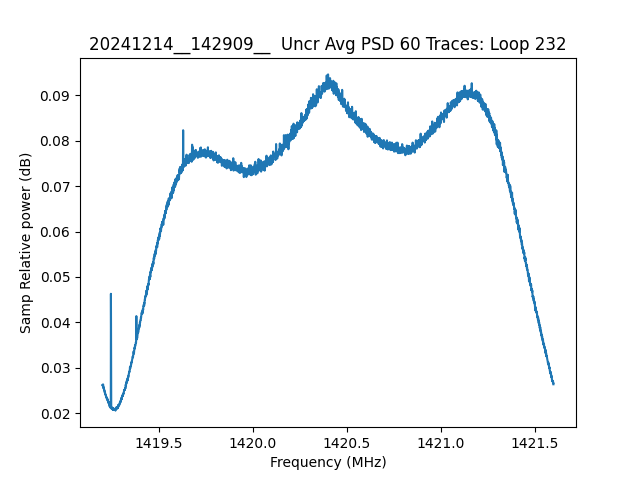 20241214__142909__  Uncr Avg PSD 60 Traces: Loop 232
Samp Relative power (dB)
0.09
0.08
0.07
0.06
0.05
0.04
0.03
0.02
1419.5 1420.0 1420.5 1421.0 1421.5
Frequency (MHz)